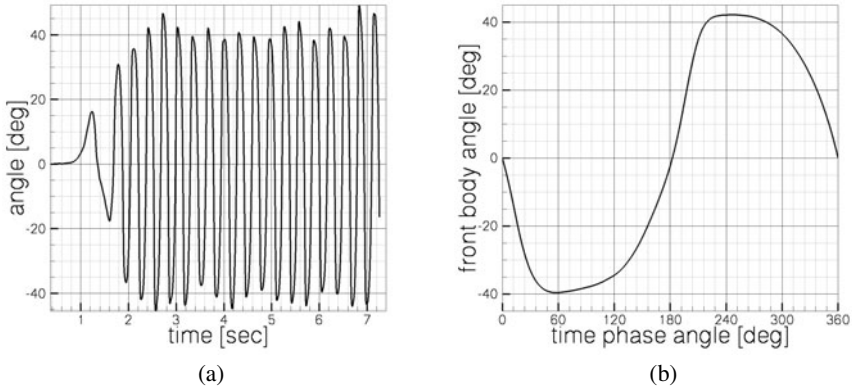 angle [deg]
40
20
0
-20
-40
1 2 3 4 5 6 7
time [sec]
(a)
front body angle [deg]
40
20
0
-20
-40
0 60 120 180 240 300 360
time phase angle [deg]
(b)